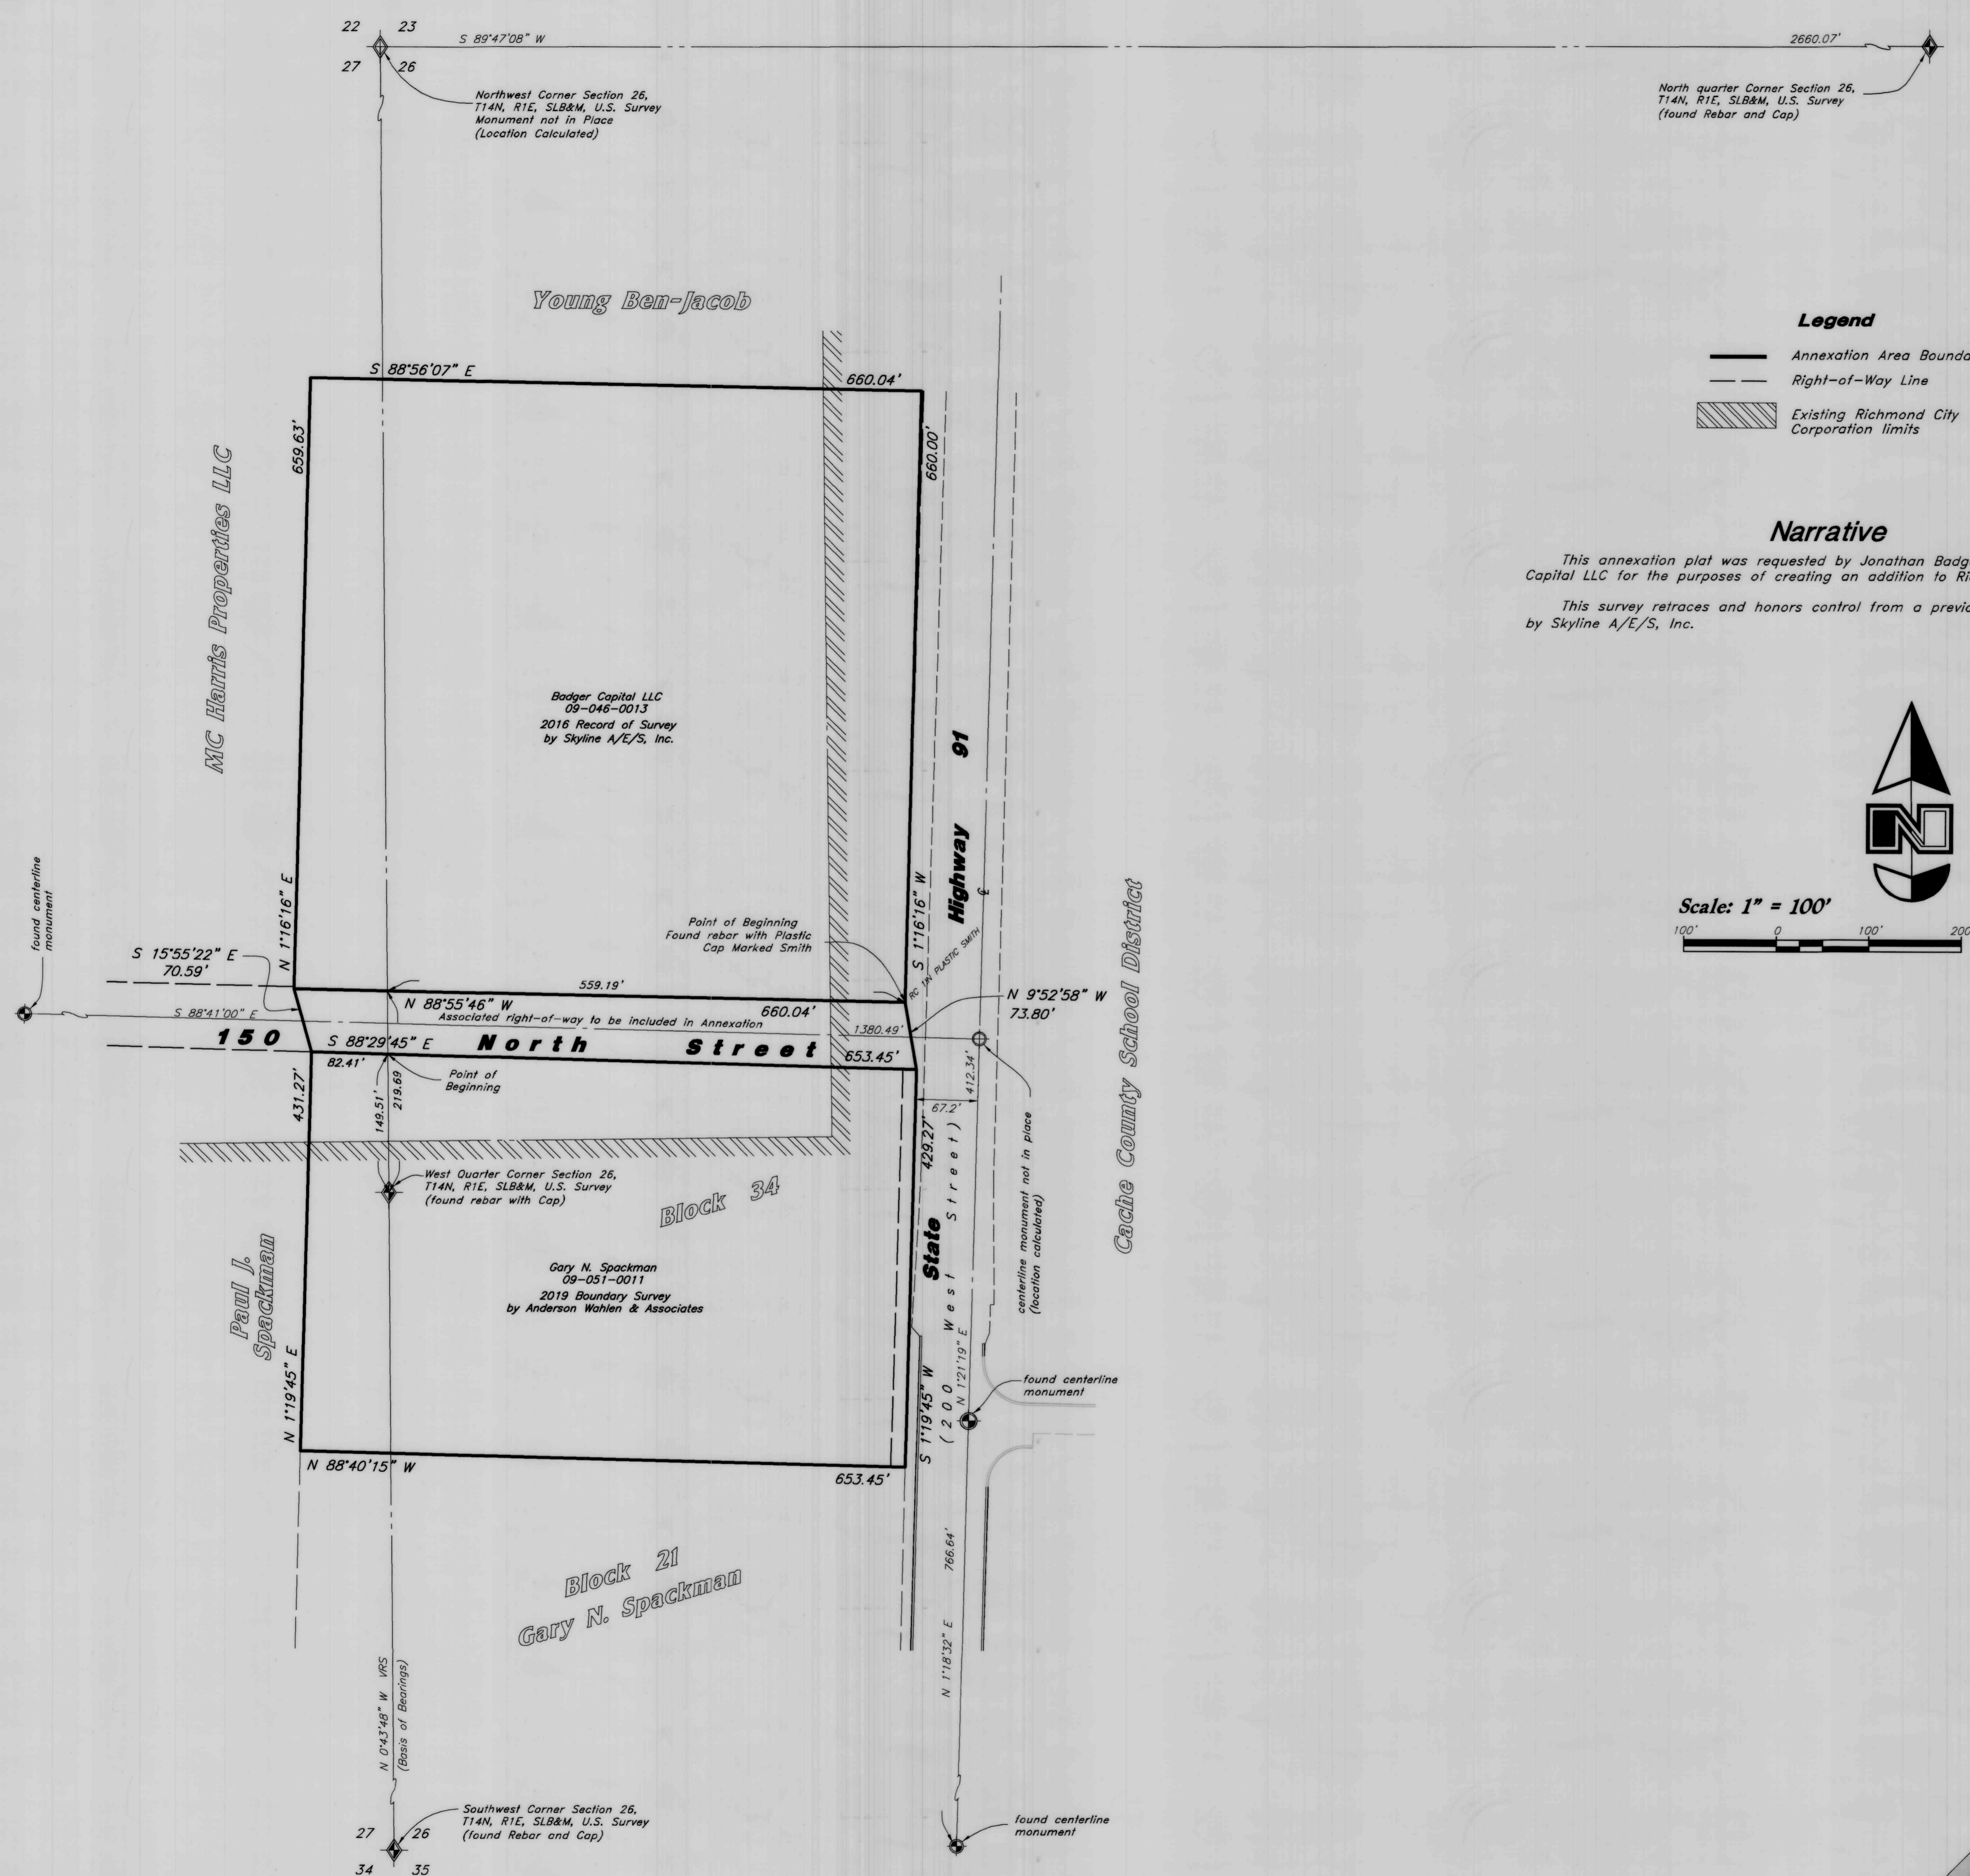 22 23
27 26
S 89°47'08" W
2660.07'
Northwest Corner Section 26,
T14N, R1E, SLB&M, U.S. Survey
Monument not in Place
(Location Calculated)
North quarter Corner Section 26,
T14N, R1E, SLB&M, U.S. Survey
(found Rebar and Cap)
Young Ben-Jacob
Legend
Annexation Area Bounda
Right-of-Way Line
Existing Richmond City
Corporation limits
S 88°56'07" E
660.04'
659.63'
660.00'
MC Harris Properties LLC
Narrative
This annexation plat was requested by Jonathan Badg
Capital LLC for the purposes of creating an addition to Ri
This survey retraces and honors control from a previo
by Skyline A/E/S, Inc.
Badger Capital LLC
09-046-0013
2016 Record of Survey
by Skyline A/E/S, Inc.
State Highway 91
N
Scale: 1" = 100'
100' 0 100' 200
found centerline
monument
N 1°16'16" E
S 1°16'16" W
Point of Beginning
Found rebar with Plastic
Cap Marked Smith
RC 1IN PLASTIC SMITH
Cache County School District
S 15°55'22" E
70.59'
559.19'
N 88°55'46" W
660.04'
N 9°52'58" W
73.80'
S 88°41'00" E
Associated right-of-way to be included in Annexation
1380.49'
150 North Street
S 88°29'45" E
653.45'
82.41'
Point of
Beginning
431.27'
149.51'
219.69
412.34'
67.2'
429.27'
centerline monument not in place
(location calculated)
West Quarter Corner Section 26,
T14N, R1E, SLB&M, U.S. Survey
(found rebar with Cap)
Block 34
(200 West Street)
Paul J.
Spackman
Gary N. Spackman
09-051-0011
2019 Boundary Survey
by Anderson Wahlen & Associates
N 1°19'45" E
S 1°19'45" W
N 1°21'19" E
found centerline
monument
N 88°40'15" W
653.45'
Block 21
Gary N. Spackman
766.64'
N 1°18'32" E
N 0°43'48" W VRS
(Basis of Bearings)
Southwest Corner Section 26,
T14N, R1E, SLB&M, U.S. Survey
(found Rebar and Cap)
found centerline
monument
27 26
34 35